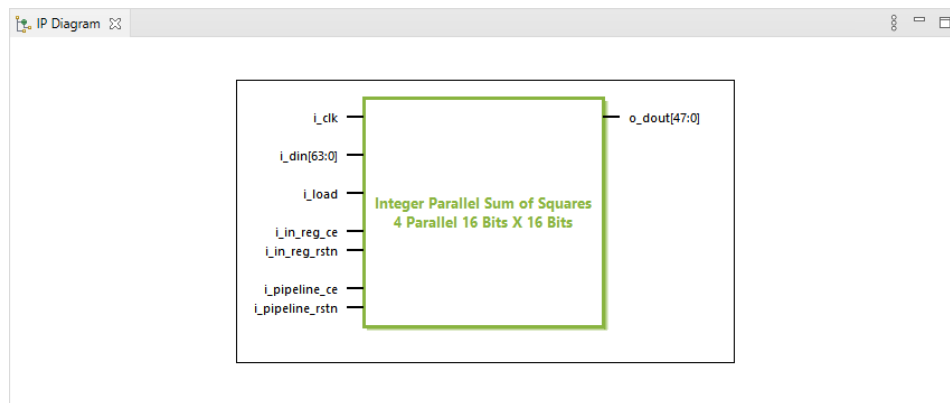 IP Diagram
i_clk
o_dout[47:0]
i_din[63:0]
i_load
Integer Parallel Sum of Squares
4 Parallel 16 Bits X 16 Bits
i_in_reg_ce
i_in_reg_rstn
i_pipeline_ce
i_pipeline_rstn